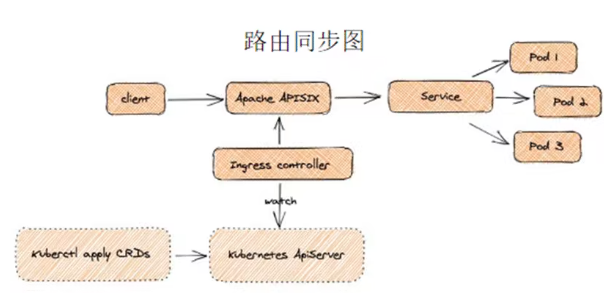 路由同步图
Pod 1
client
Apache APISIX
Service
Pod 2
Pod 3
Ingress controller
watch
Kuberctl apply CRDs
Kubernetes ApiServer